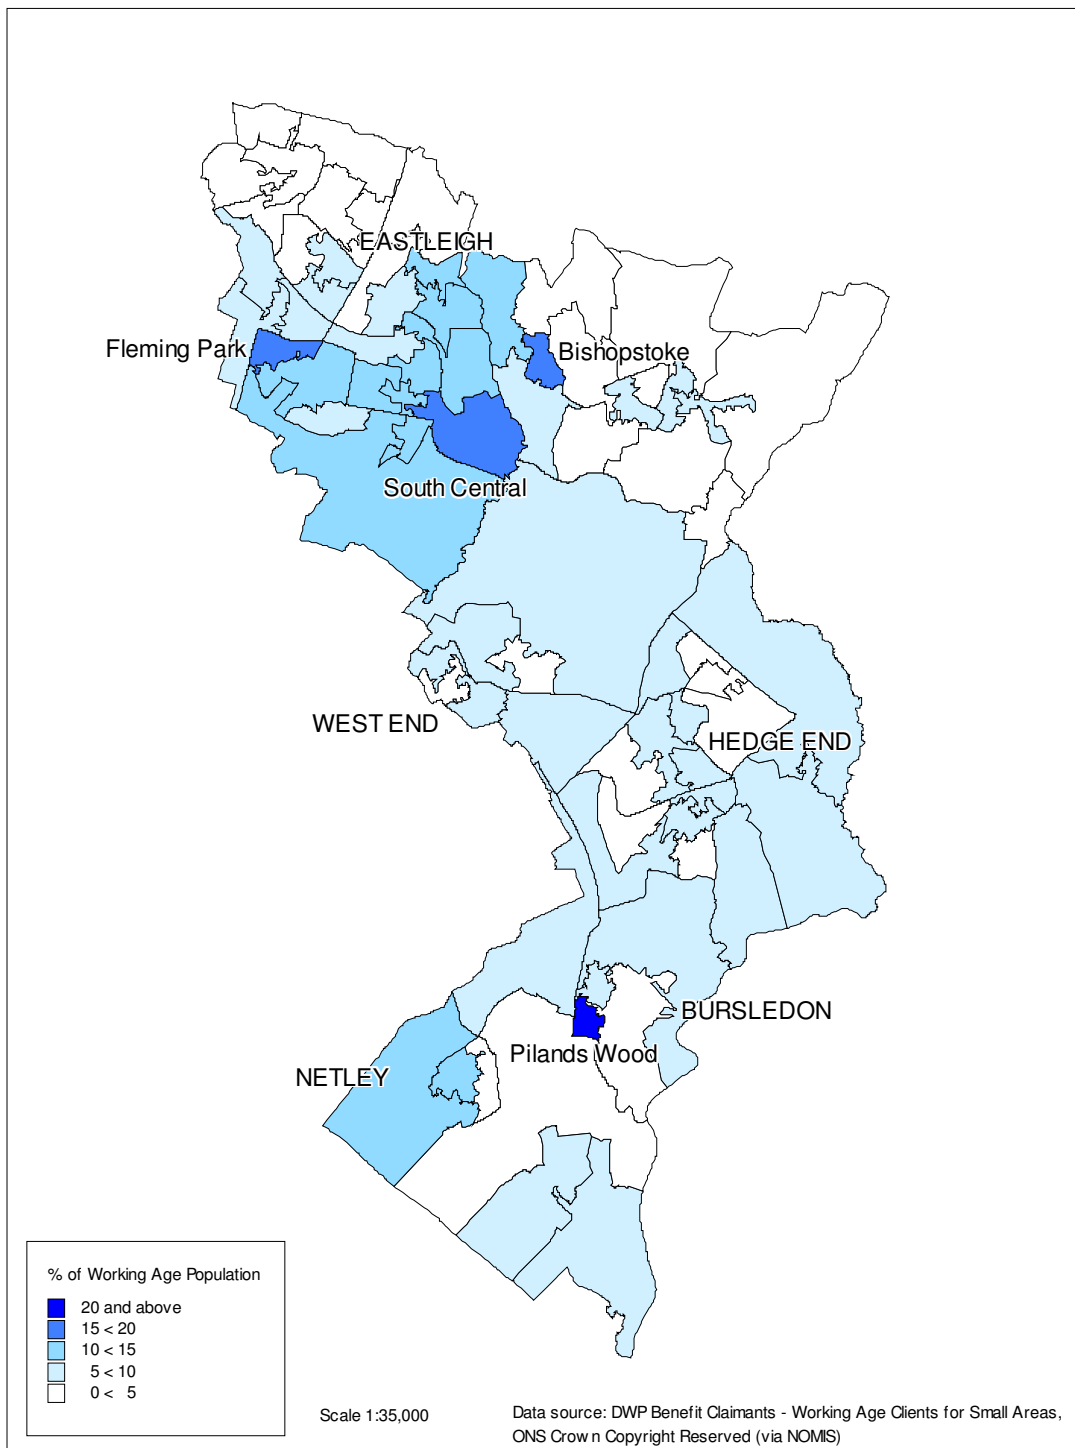 EASTLEIGH
Fleming Park
Bishopstoke
South Central
WEST END
HEDGE END
BURSLEDON
Pilands Wood
NETLEY
% of Working Age Population
20 and above
15 < 20
10 < 15
5 < 10
0 < 5
Scale 1:35,000
Data source: DWP Benefit Claimants - Working Age Clients for Small Areas,
ONS Crown Copyright Reserved (via NOMIS)